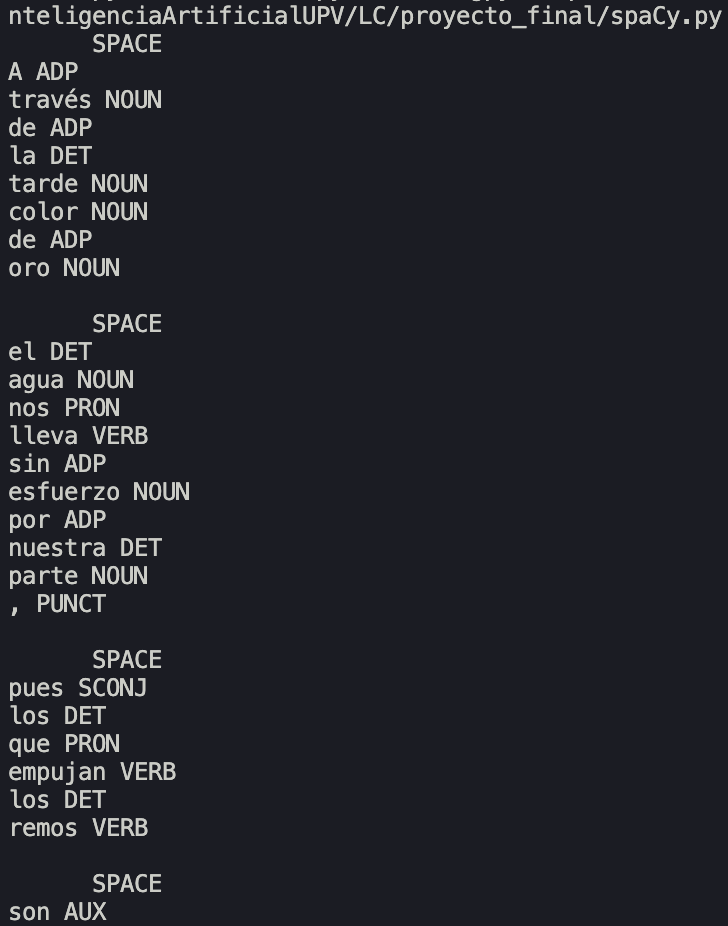 nteligenciaArtificialUPV/LC/proyecto_final/spaCy.py
SPACE
A ADP
través NOUN
de ADP
la DET
tarde NOUN
color NOUN
de ADP
oro NOUN
SPACE
el DET
agua NOUN
nos PRON
lleva VERB
sin ADP
esfuerzo NOUN
por ADP
nuestra DET
parte NOUN
, PUNCT
SPACE
pues SCONJ
los DET
que PRON
empujan VERB
los DET
remos VERB
SPACE
son AUX